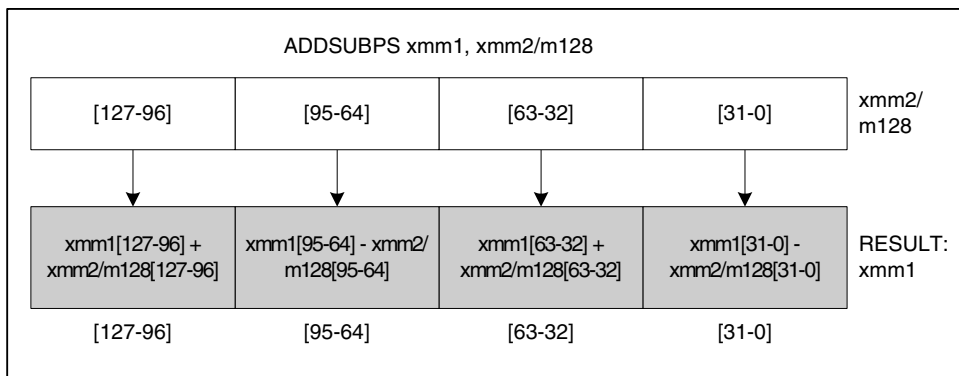 ADDSUBPS xmm1, xmm2/m128
[127-96] [95-64] [63-32] [31-0] xmm2/
m128
xmm1[127-96] + xmm1[95-64] - xmm2/ xmm1[63-32] + xmm1[31-0] - RESULT:
xmm2/m128[127-96] m128[95-64] xmm2/m128[63-32] xmm2/m128[31-0] xmm1
[127-96] [95-64] [63-32] [31-0]